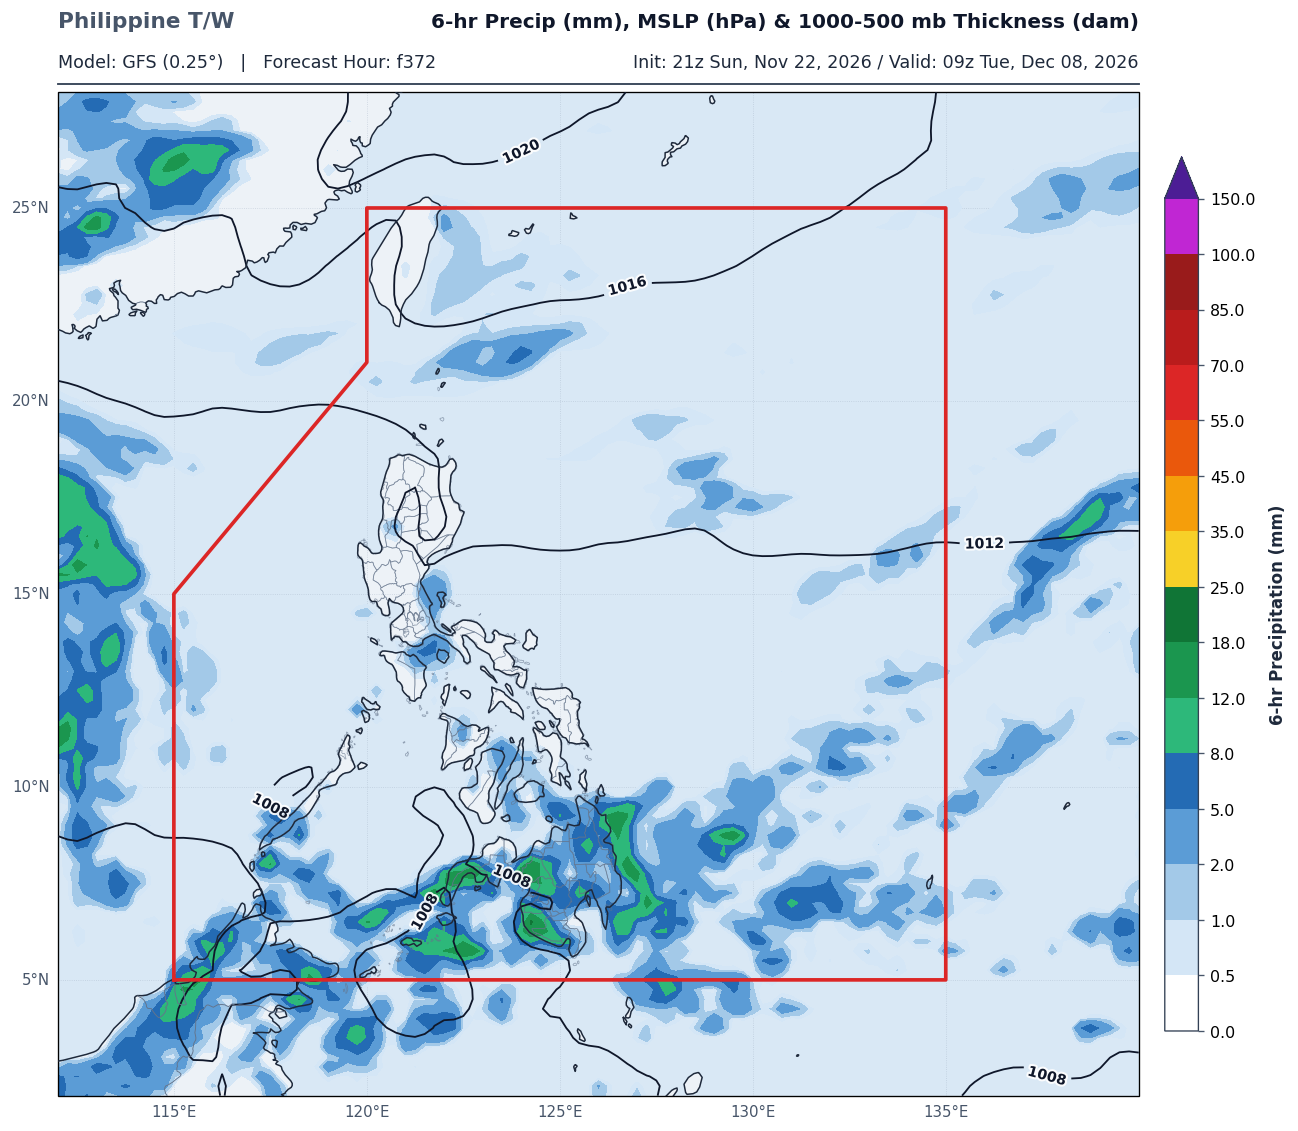 Philippine T/W
6-hr Precip (mm), MSLP (hPa) & 1000-500 mb Thickness (dam)
Model: GFS (0.25°) | Forecast Hour: f372
Init: 21z Sun, Nov 22, 2026 / Valid: 09z Tue, Dec 08, 2026
1020
25°N
1016
20°N
1012
15°N
1008
10°N
1008
1008
5°N
1008
115°E
120°E
125°E
130°E
135°E
150.0
100.0
85.0
70.0
55.0
45.0
35.0
25.0
18.0
12.0
8.0
5.0
2.0
1.0
0.5
0.0
6-hr Precipitation (mm)